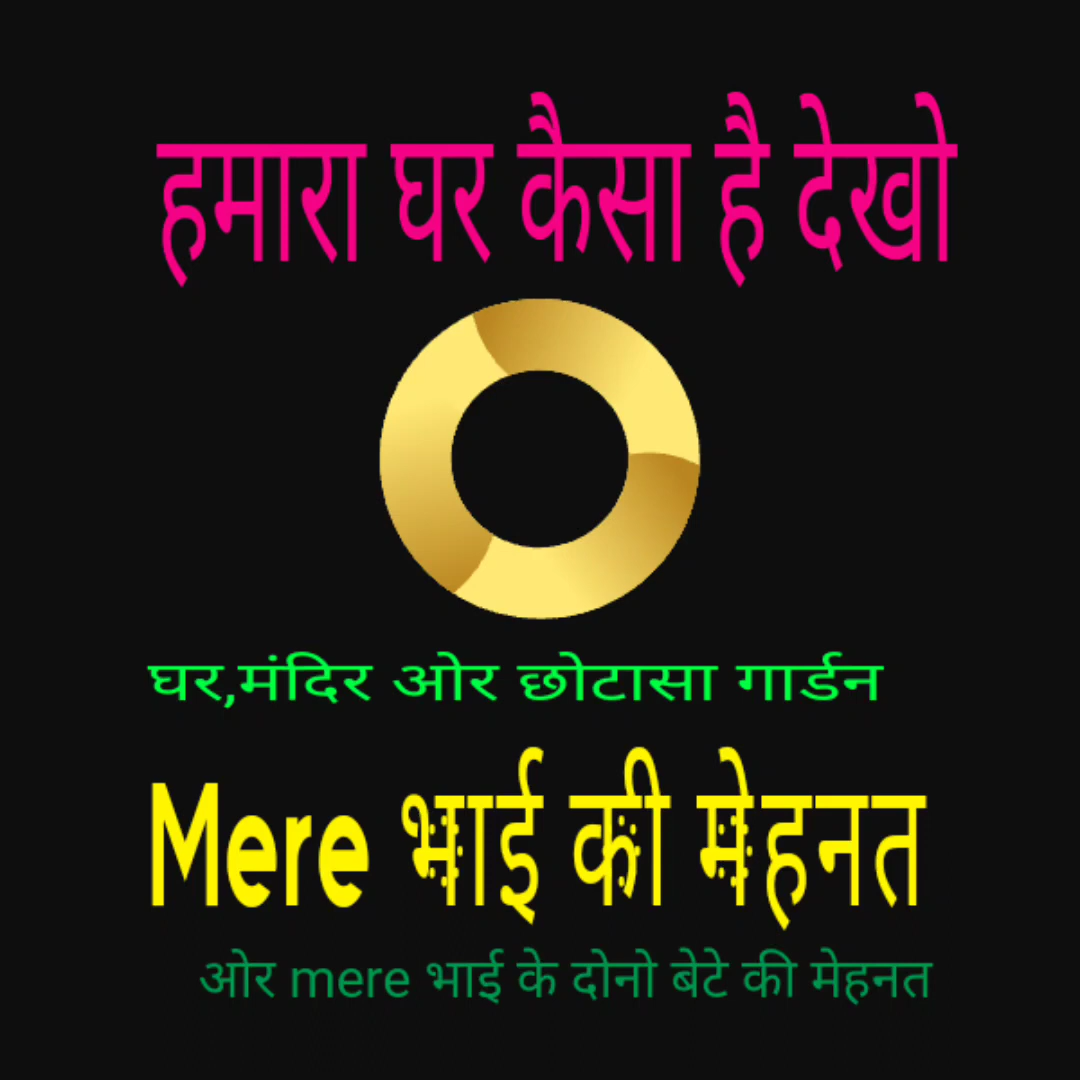 हमारा घर कैसा है देखो
घर,मंदिर ओर छोटासा गार्डन
Mere भाई की मेहनत
ओर mere भाई के दोनो बेटे की मेहनत